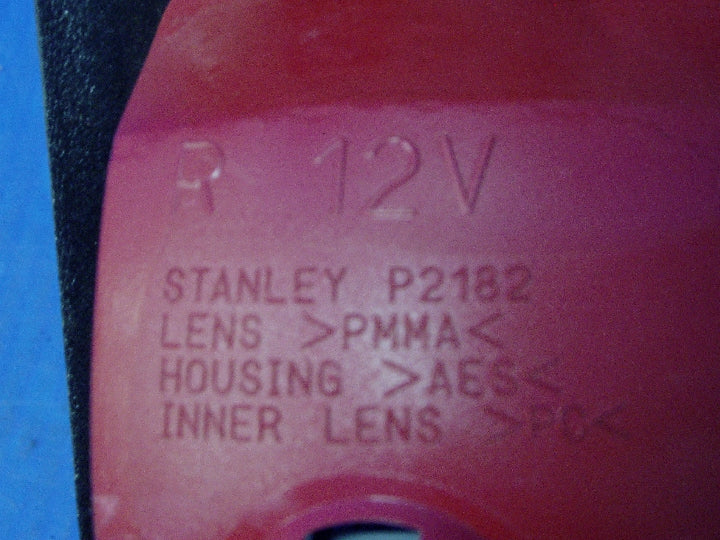 R 12V
STANLEY P2182
LENS >PMMA<
HOUSING >AES<
INNER LENS >PC<